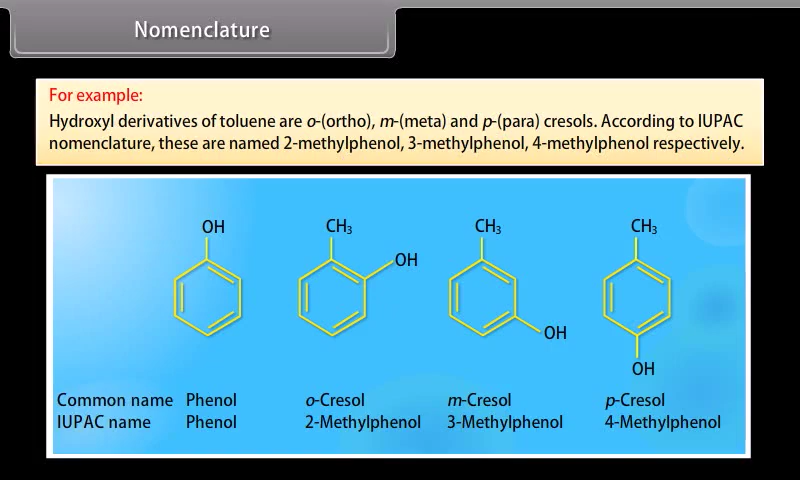 Nomenclature
For example:
Hydroxyl derivatives of toluene are o-(ortho), m-(meta) and p-(para) cresols. According to IUPAC
nomenclature, these are named 2-methylphenol, 3-methylphenol, 4-methylphenol respectively.
OH CH₃ CH₃ CH₃
OH
OH
OH
Common name Phenol o-Cresol m-Cresol p-Cresol
IUPAC name Phenol 2-Methylphenol 3-Methylphenol 4-Methylphenol